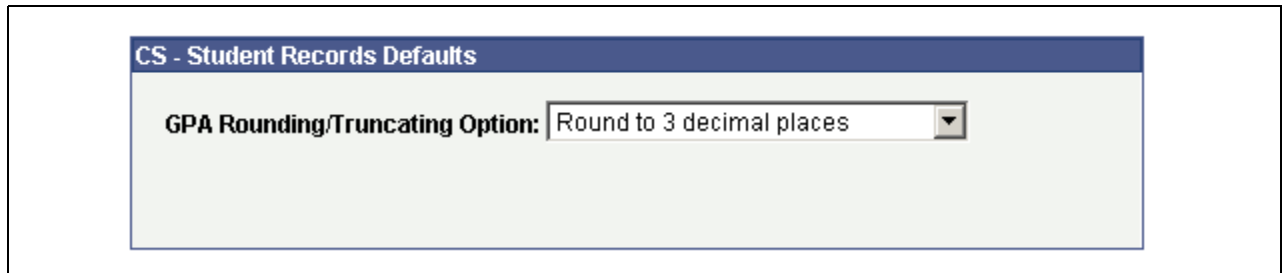 CS - Student Records Defaults
GPA Rounding/Truncating Option: Round to 3 decimal places